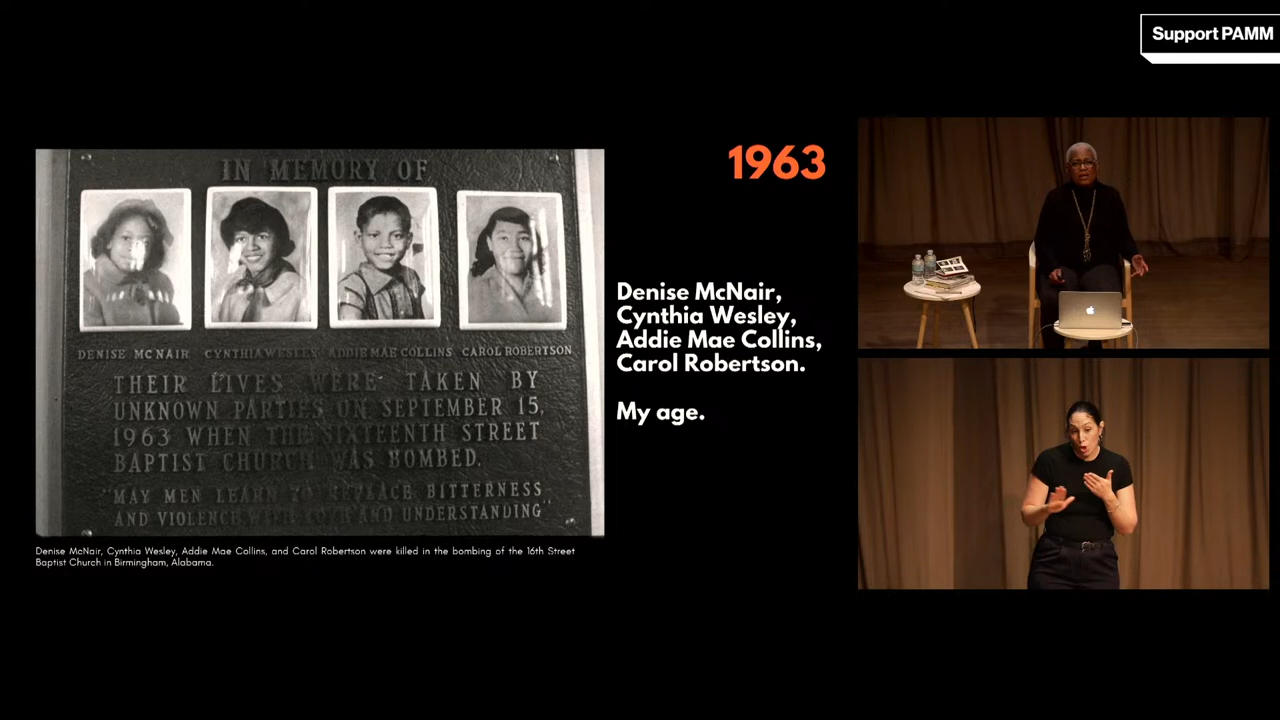 Support PAMM
1963
IN MEMORY OF
DENISE MC NAIR CYNTHIA WESLEY ADDIE MAE COLLINS CAROL ROBERTSON
THEIR LIVES WERE TAKEN BY
UNKNOWN PARTIES ON SEPTEMBER 15,
1963 WHEN THE SIXTEENTH STREET
BAPTIST CHURCH WAS BOMBED.
"MAY MEN LEARN TO REPLACE BITTERNESS
AND VIOLENCE WITH LOVE AND UNDERSTANDING"
Denise McNair,
Cynthia Wesley,
Addie Mae Collins,
Carol Robertson.
My age.
Denise McNair, Cynthia Wesley, Addie Mae Collins, and Carol Robertson were killed in the bombing of the 16th Street
Baptist Church in Birmingham, Alabama.